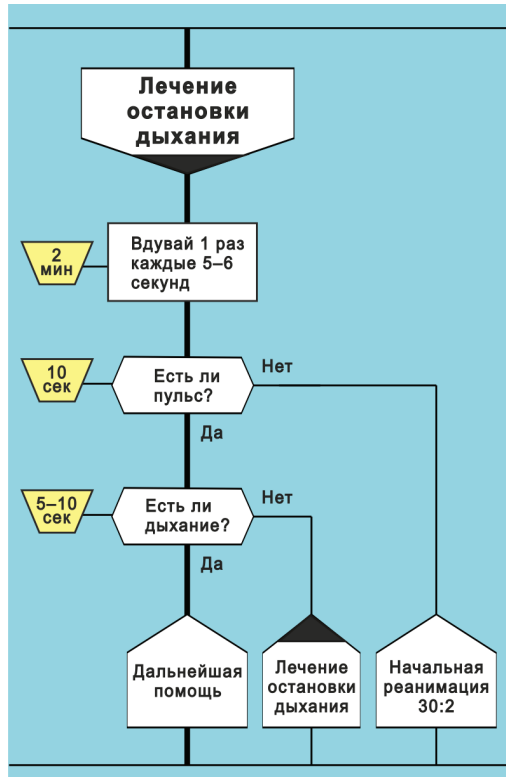 Лечение
остановки
дыхания
2
мин
Вдувай 1 раз
каждые 5–6
секунд
10
сек
Есть ли
пульс?
Нет
Да
5–10
сек
Есть ли
дыхание?
Нет
Да
Дальнейшая
помощь
Лечение
остановки
дыхания
Начальная
реанимация
30:2